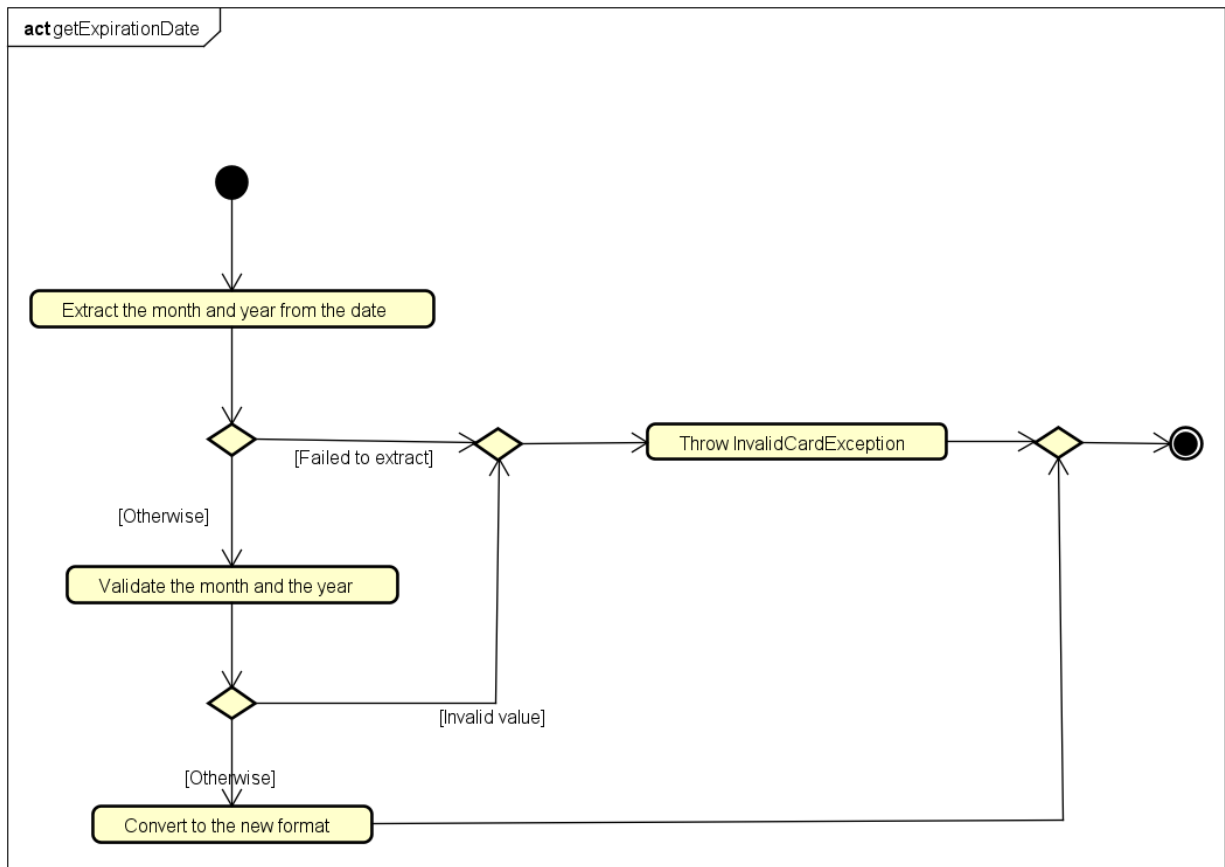 act getExpirationDate
Extract the month and year from the date
[Failed to extract]
Throw InvalidCardException
[Otherwise]
Validate the month and the year
[Invalid value]
[Otherwise]
Convert to the new format